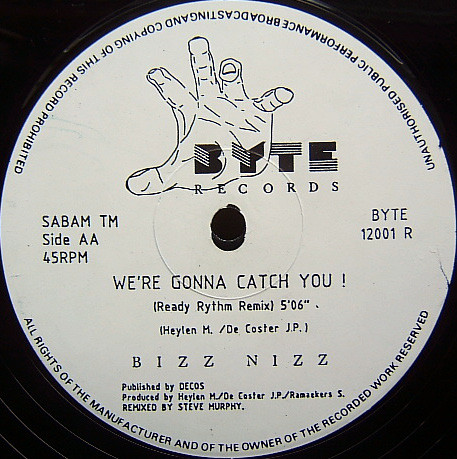 UNAUTHORISED PUBLIC PERFORMANCE BROADCASTING AND COPYING OF THIS RECORD PROHIBITED
BYTE
RECORDS
SABAM TM
Side AA
45RPM
BYTE
12001 R
WE'RE GONNA CATCH YOU !
(Ready Rythm Remix) 5'06"
(Heylen M. /De Coster J.P.)
BIZZ NIZZ
Published by DECOS
Produced by Heylen M./De Coster J.P./Ramaekers S.
REMIXED BY STEVE MURPHY.
ALL RIGHTS OF THE MANUFACTURER AND OF THE OWNER OF THE RECORDED WORK RESERVED